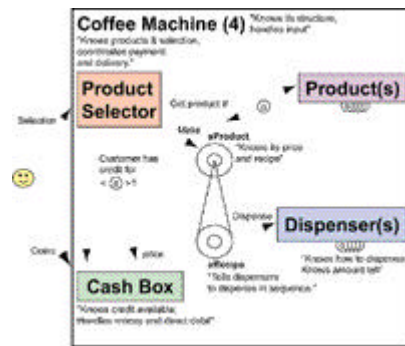 Coffee Machine (4)
"Knows its structure,
handles input"
"Knows products & selection,
coordinates payment
and delivery."
Product
Selector
Product(s)
Get product #
Selection
Make
aProduct
"Knows its price
and recipe"
Customer has
credit for
Dispense
Dispenser(s)
Coins
price
aRecipe
"Knows how to dispense
Knows amount left"
"Tells dispensers
to dispense in sequence."
Cash Box
"Knows credit available;
Handles money and direct debit"